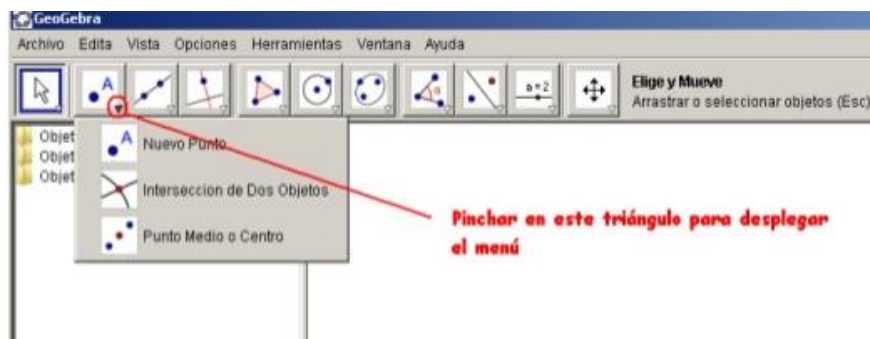 GeoGebra
Archivo Edita Vista Opciones Herramientas Ventana Ayuda
A
α
a=2
Elige y Mueve
Arrastrar o seleccionar objetos (Esc)
Objet
Objet
Objet
A Nuevo Punto
Interseccion de Dos Objetos
Punto Medio o Centro
Pinchar en este triángulo para desplegar
el menú